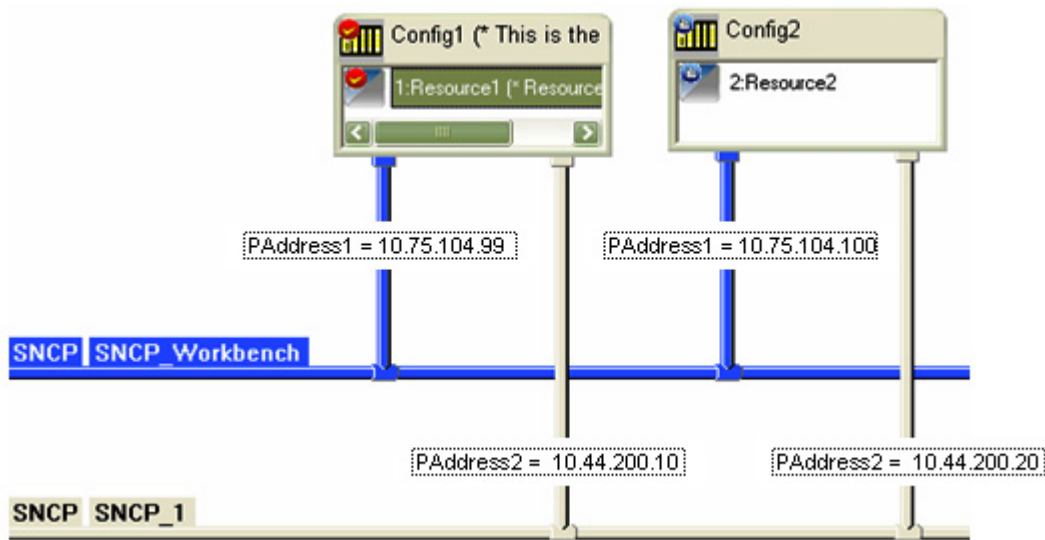 Config1 (* This is the
1:Resource1 (* Resource
Config2
2:Resource2
PAddress1 = 10.75.104.99
PAddress1 = 10.75.104.100
SNCP SNCP_Workbench
PAddress2 = 10.44.200.10
PAddress2 = 10.44.200.20
SNCP SNCP_1